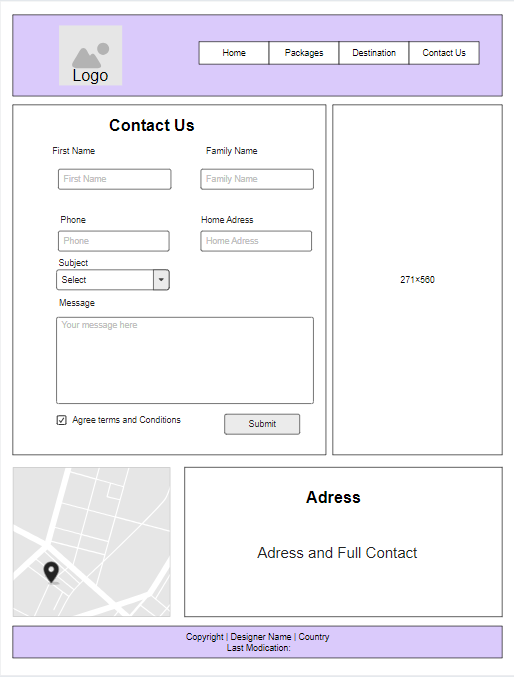 Logo
Home Packages Destination Contact Us
Contact Us
First Name Family Name
First Name Family Name
Phone Home Adress
Phone Home Adress
Subject
Select
Message
Your message here
Agree terms and Conditions
Submit
271×560
Adress
Adress and Full Contact
Copyright | Designer Name | Country
Last Modication: